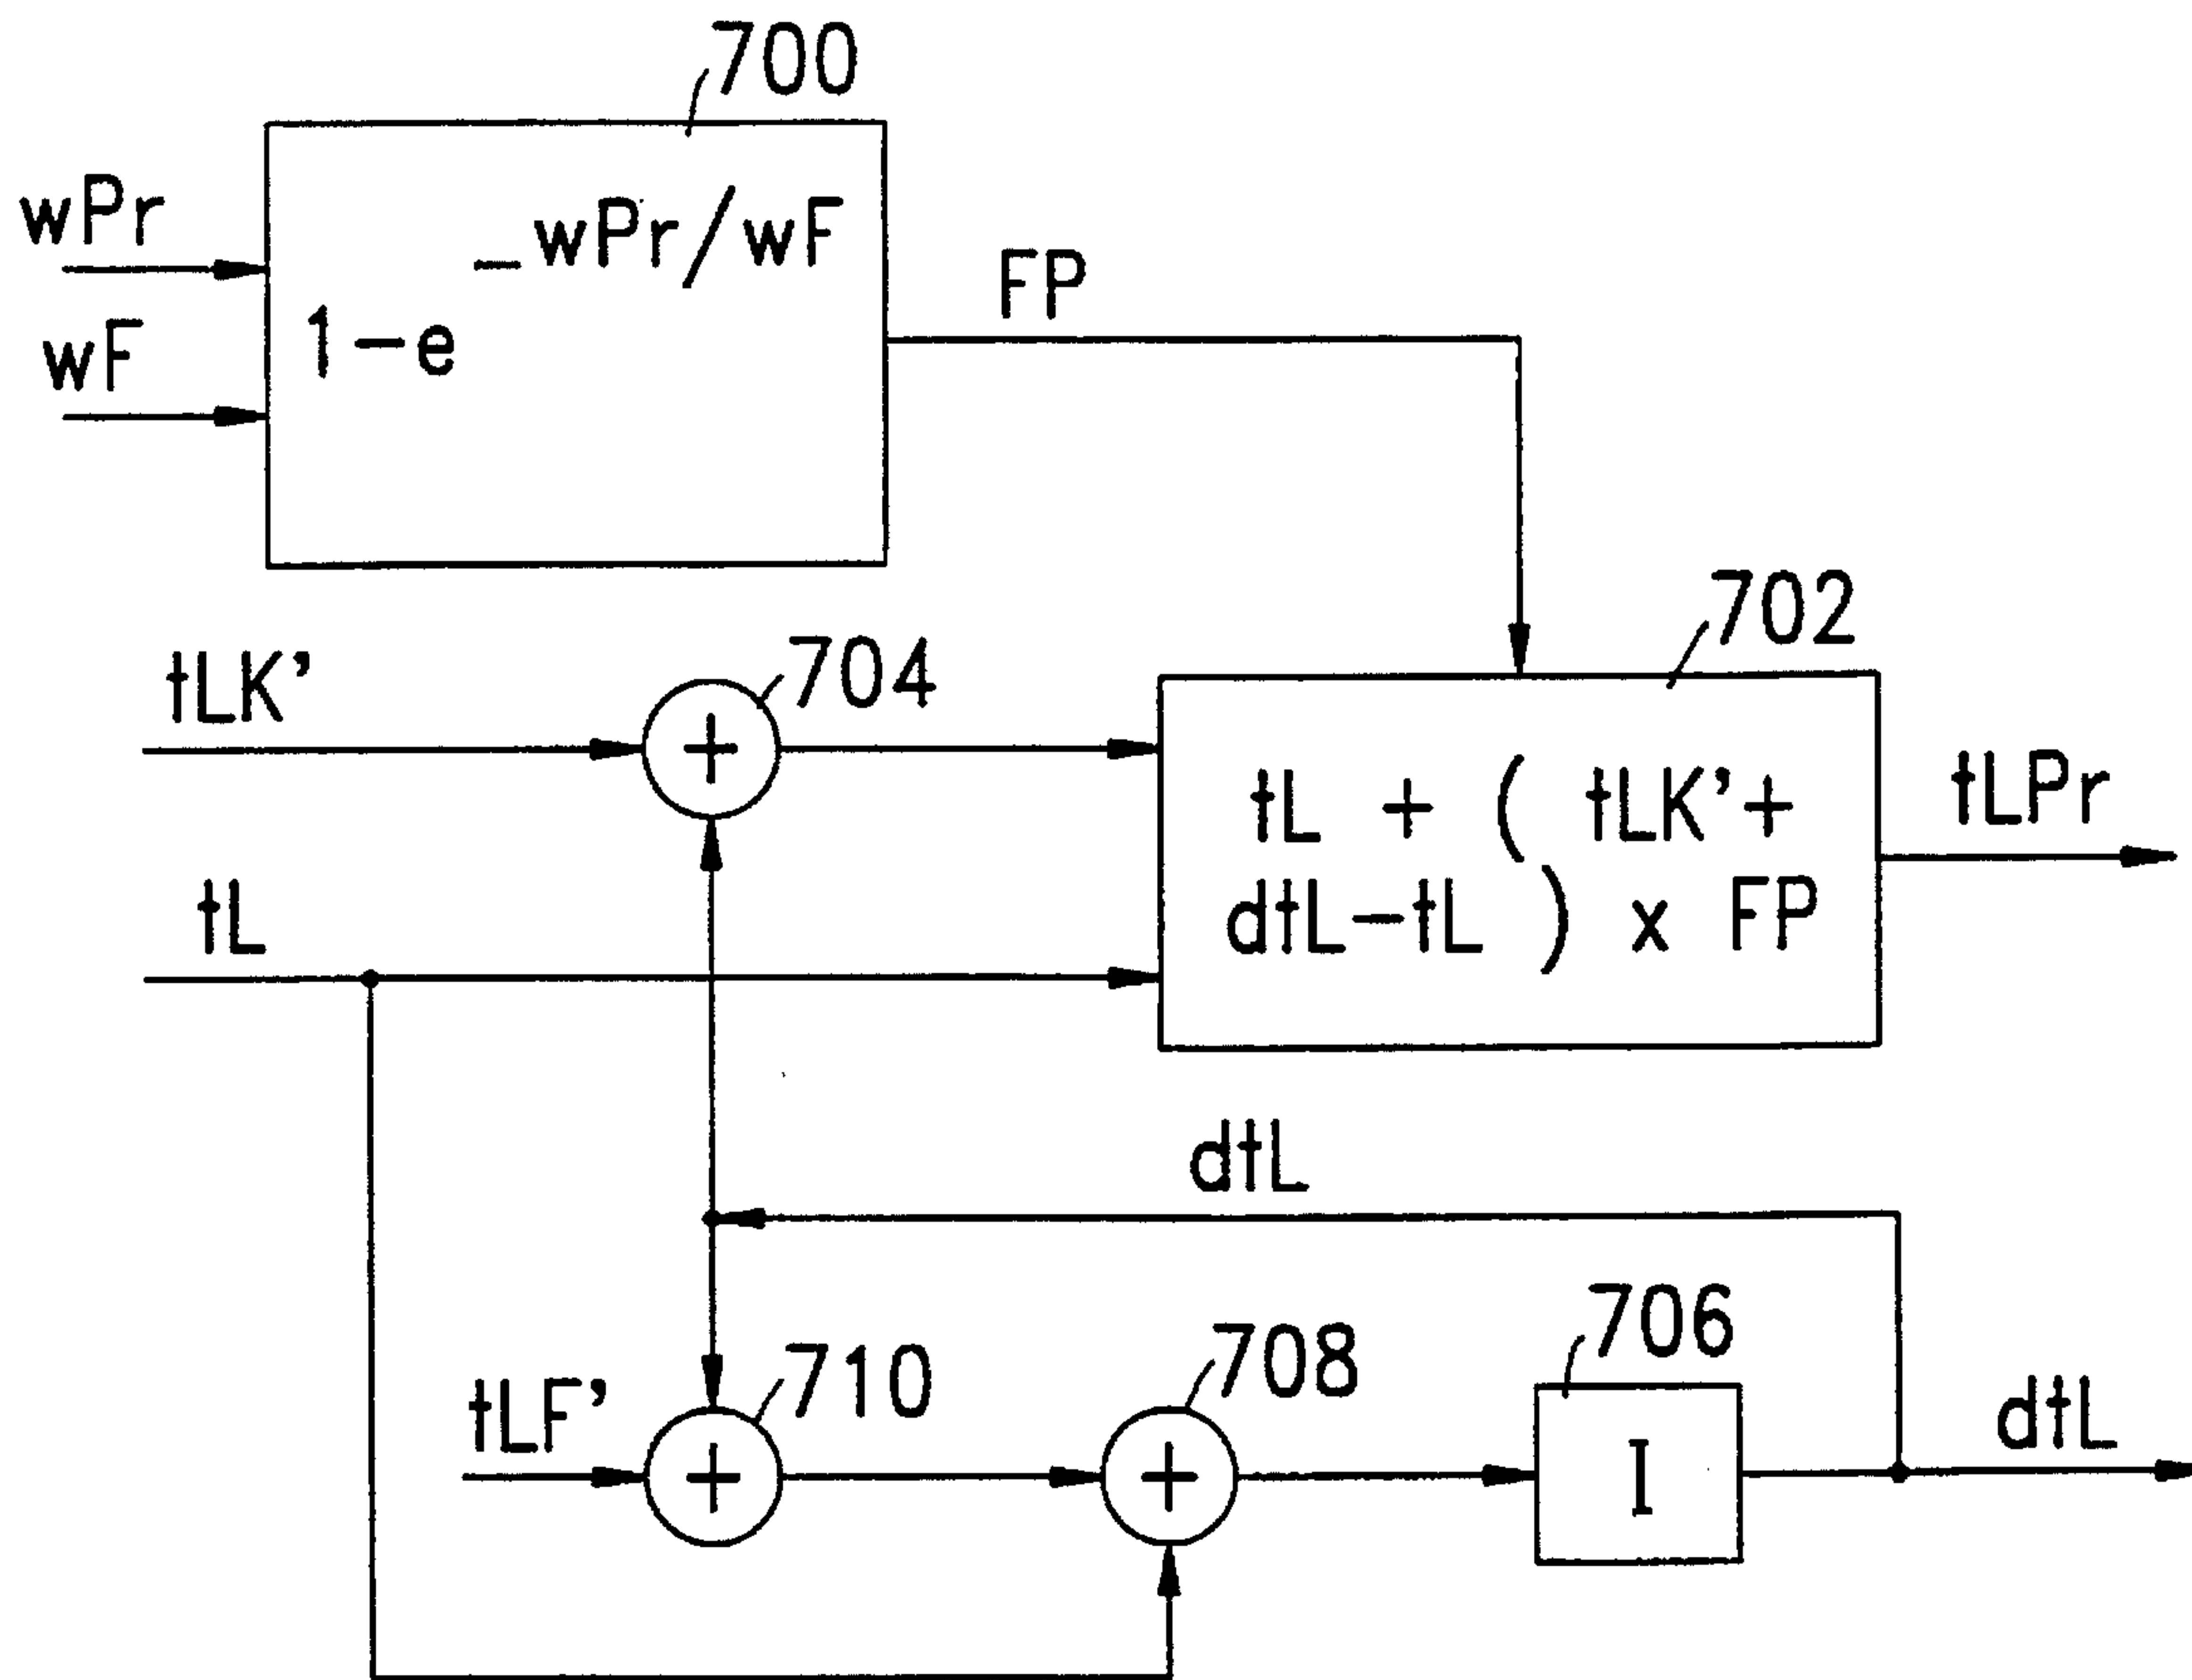 700
wPr
wF
1-e -wPr/wF
FP
702
704
tLK'
tL
tL + ( tLK'+
dtL-tL ) x FP
tLPr
+
dtL
706
708
710
tLF'
+
+
I
dtL